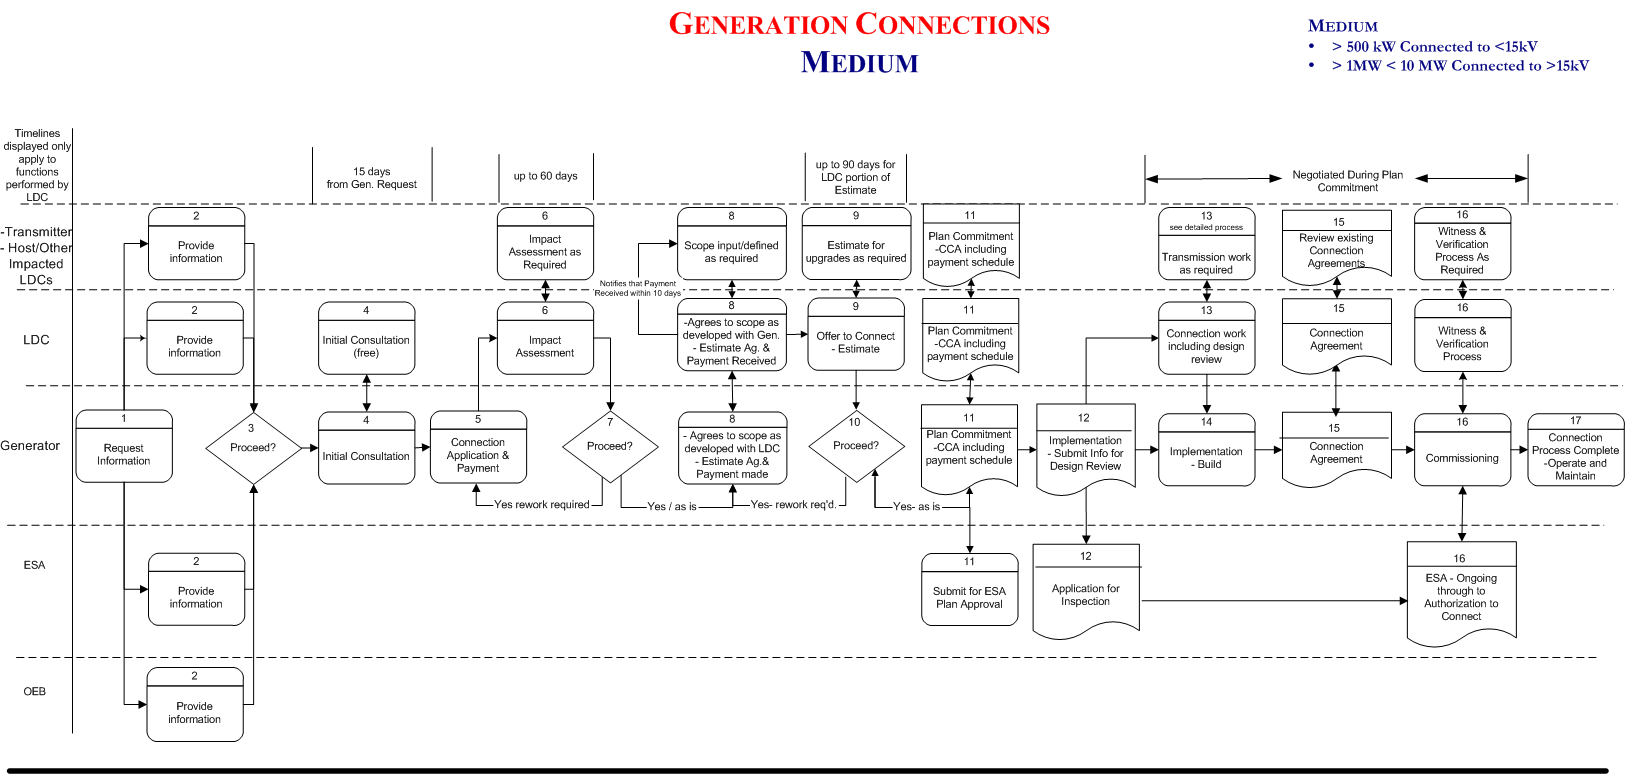 GENERATION CONNECTIONS
MEDIUM
MEDIUM
• > 500 kW Connected to <15kV
• > 1MW < 10 MW Connected to >15kV
Timelines
displayed only
apply to
functions
performed by
LDC
15 days
from Gen. Request
up to 60 days
up to 90 days for
LDC portion of
Estimate
Negotiated During Plan
Commitment
-Transmitter
- Host/Other
Impacted
LDCs
2
Provide
information
6
Impact
Assessment as
Required
8
Scope input/defined
as required
9
Estimate for
upgrades as required
11
Plan Commitment
-CCA including
payment schedule
13
see detailed process
Transmission work
as required
15
Review existing
Connection
Agreements
16
Witness &
Verification
Process As
Required
Notifies that Payment
Received within 10 days
LDC
2
Provide
information
4
Initial Consultation
(free)
6
Impact
Assessment
8
-Agrees to scope as
developed with Gen.
- Estimate Ag. &
Payment Received
9
Offer to Connect
- Estimate
11
Plan Commitment
-CCA including
payment schedule
13
Connection work
including design
review
15
Connection
Agreement
16
Witness &
Verification
Process
Generator
1
Request
Information
3
Proceed?
4
Initial Consultation
5
Connection
Application &
Payment
7
Proceed?
8
- Agrees to scope as
developed with LDC
- Estimate Ag.&
Payment made
10
Proceed?
11
Plan Commitment
-CCA including
payment schedule
12
Implementation
- Submit Info for
Design Review
14
Implementation
- Build
15
Connection
Agreement
16
Commissioning
17
Connection
Process Complete
-Operate and
Maintain
Yes rework required
Yes / as is
Yes- rework req'd.
Yes- as is
ESA
2
Provide
information
11
Submit for ESA
Plan Approval
12
Application for
Inspection
16
ESA - Ongoing
through to
Authorization to
Connect
OEB
2
Provide
information